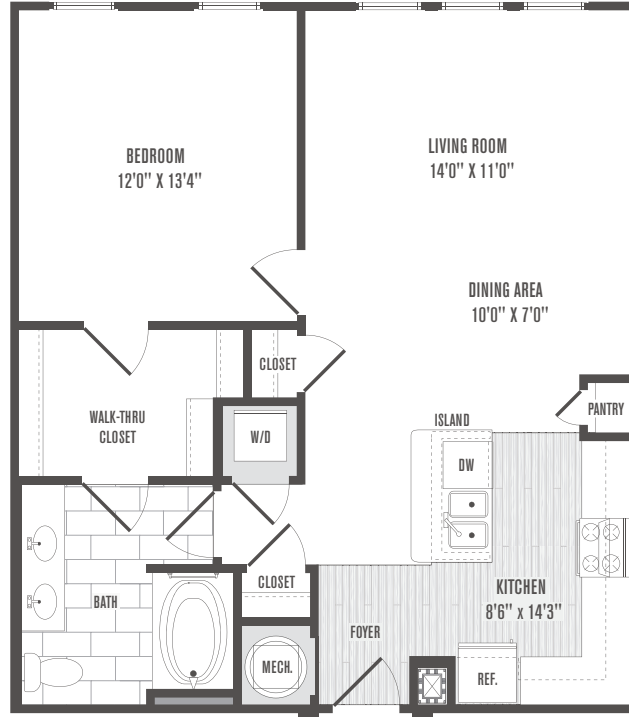 BEDROOM
12'0" X 13'4"
LIVING ROOM
14'0" X 11'0"
DINING AREA
10'0" X 7'0"
CLOSET
WALK-THRU
CLOSET
W/D
PANTRY
ISLAND
DW
BATH
CLOSET
KITCHEN
8'6" x 14'3"
FOYER
MECH.
REF.